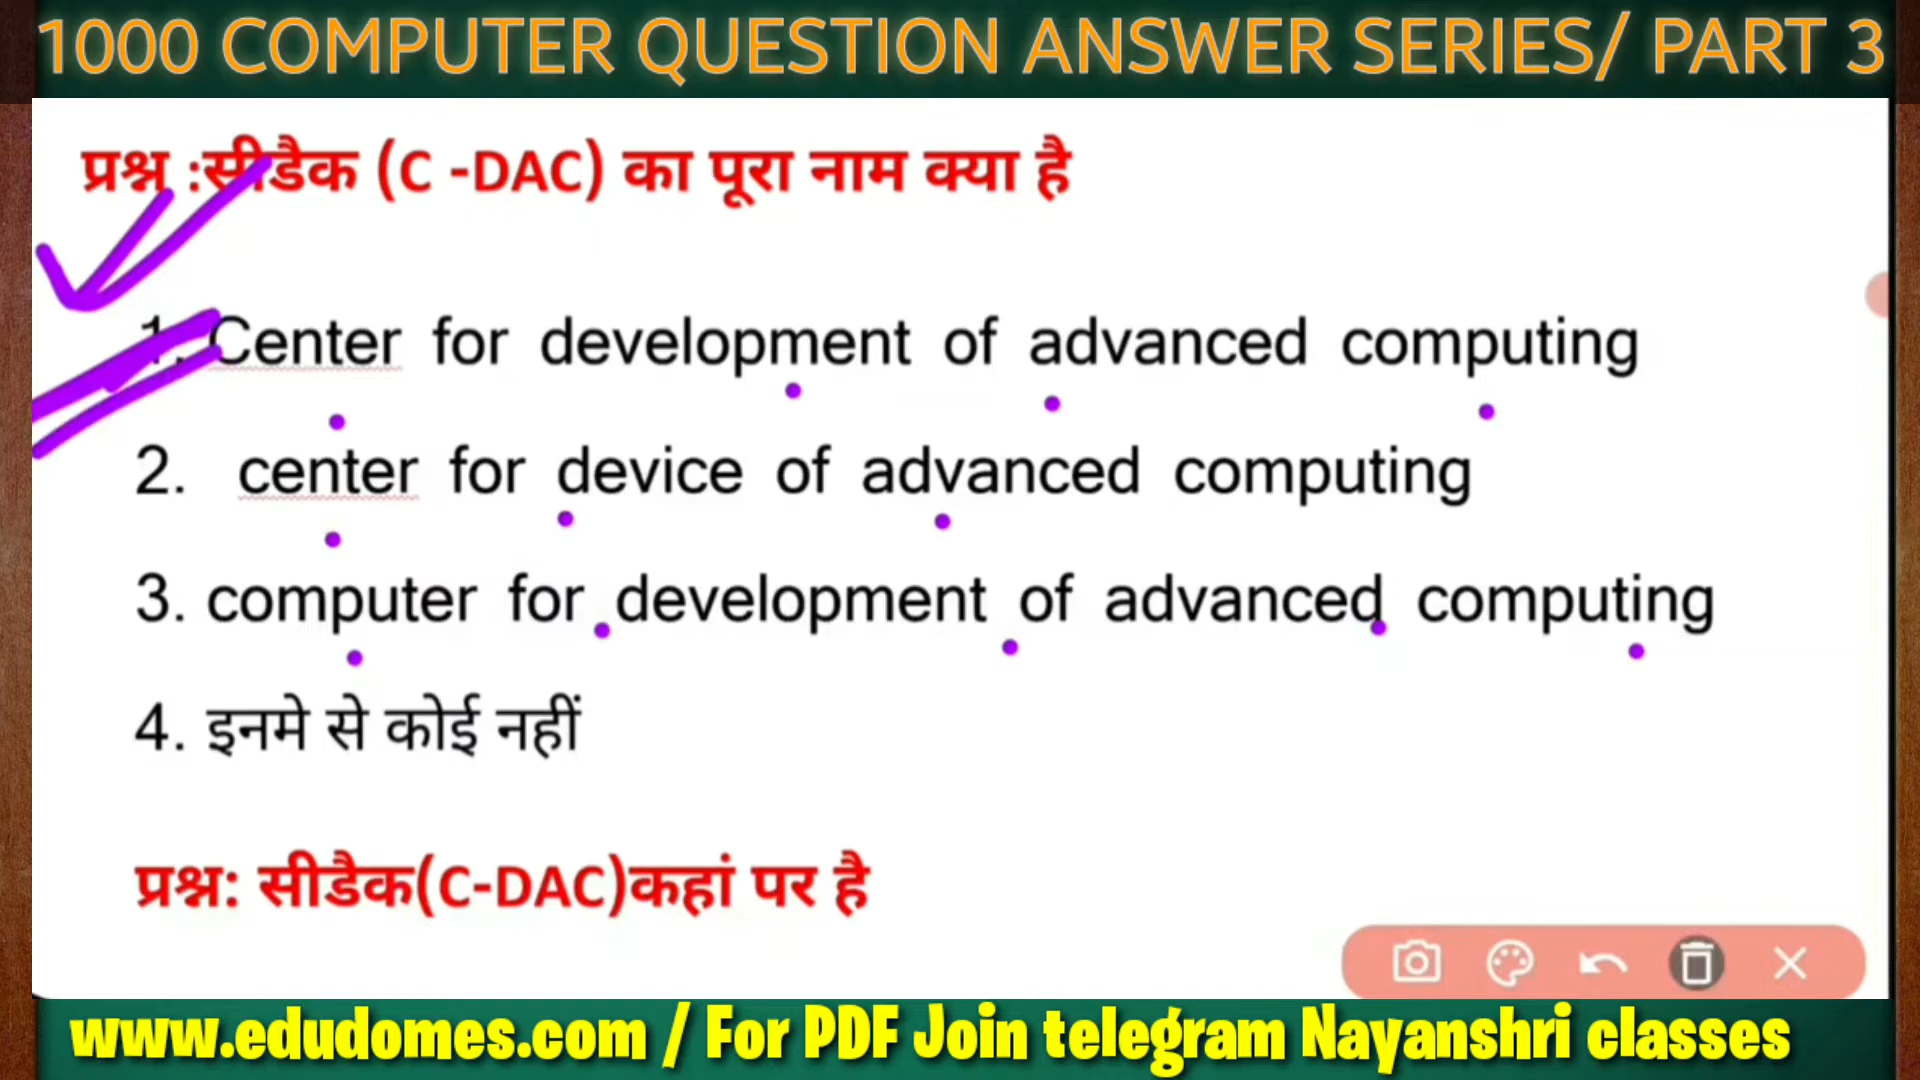 1000 COMPUTER QUESTION ANSWER SERIES/ PART 3
प्रश्न :सीडैक (C -DAC) का पूरा नाम क्या है
1. Center for development of advanced computing
2. center for device of advanced computing
3. computer for development of advanced computing
4. इनमे से कोई नहीं
प्रश्न: सीडैक(C-DAC)कहां पर है
www.edudomes.com / For PDF Join telegram Nayanshri classes